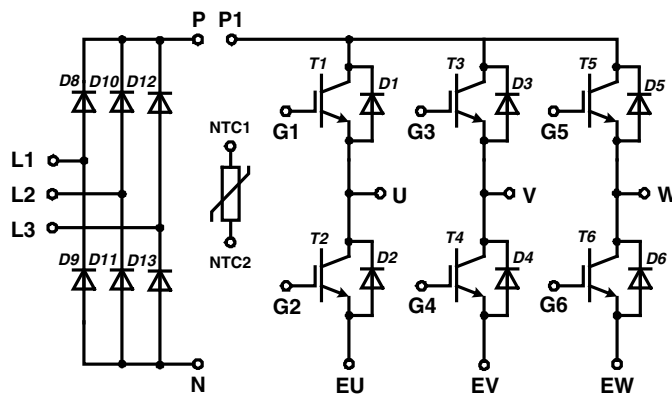 P P1
D8 D10 D12
T1 D1 T3 D3 T5 D5
G1 G3 G5
NTC1
L1
L2
L3
U V W
D9 D11 D13
NTC2
T2 D2 T4 D4 T6 D6
G2 G4 G6
N EU EV EW